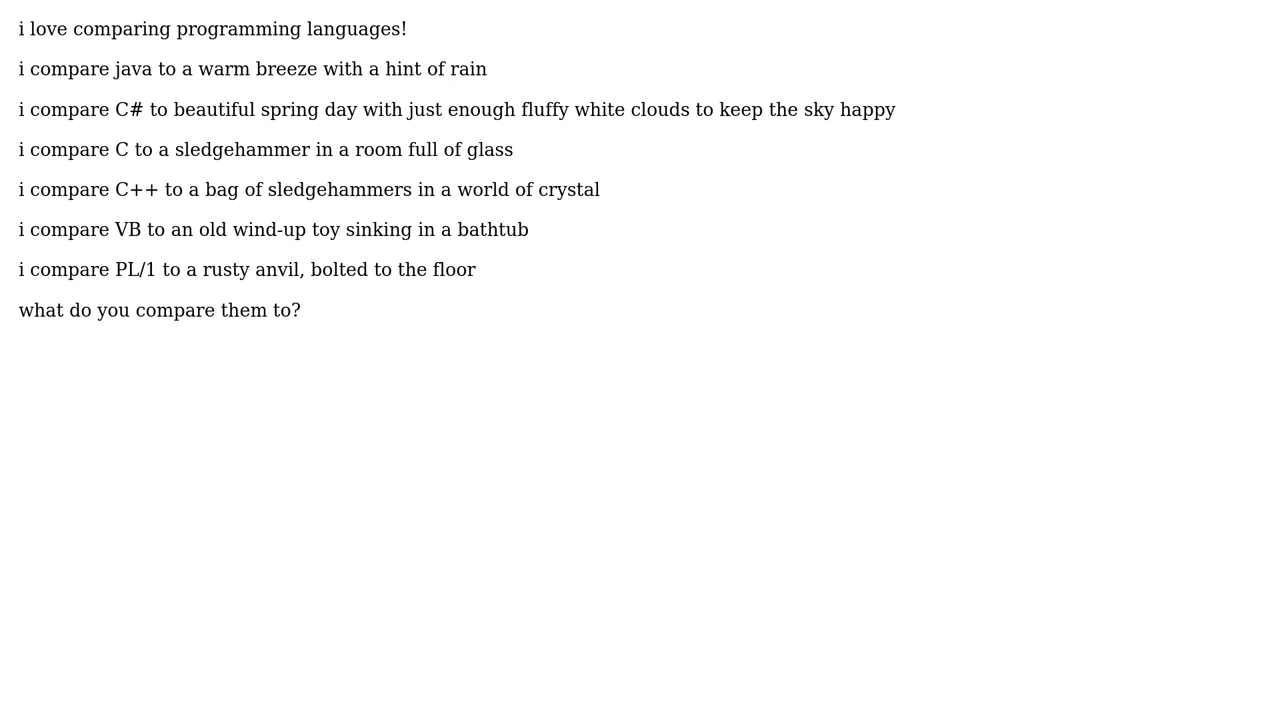 i love comparing programming languages!
i compare java to a warm breeze with a hint of rain
i compare C# to beautiful spring day with just enough fluffy white clouds to keep the sky happy
i compare C to a sledgehammer in a room full of glass
i compare C++ to a bag of sledgehammers in a world of crystal
i compare VB to an old wind-up toy sinking in a bathtub
i compare PL/1 to a rusty anvil, bolted to the floor
what do you compare them to?